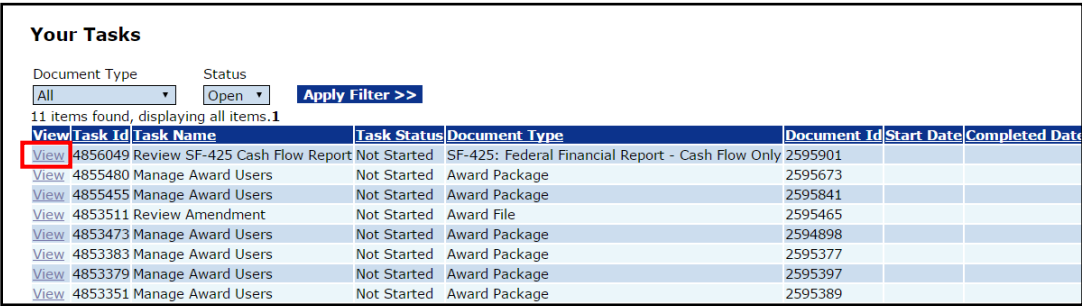 Your Tasks
Document Type Status
All Open Apply Filter >>
11 items found, displaying all items.1
View Task Id Task Name Task Status Document Type Document Id Start Date Completed Date
View 4856049 Review SF-425 Cash Flow Report Not Started SF-425: Federal Financial Report - Cash Flow Only 2595901
View 4855480 Manage Award Users Not Started Award Package 2595673
View 4855455 Manage Award Users Not Started Award Package 2595841
View 4853511 Review Amendment Not Started Award File 2595465
View 4853473 Manage Award Users Not Started Award Package 2594898
View 4853383 Manage Award Users Not Started Award Package 2595377
View 4853379 Manage Award Users Not Started Award Package 2595397
View 4853351 Manage Award Users Not Started Award Package 2595389